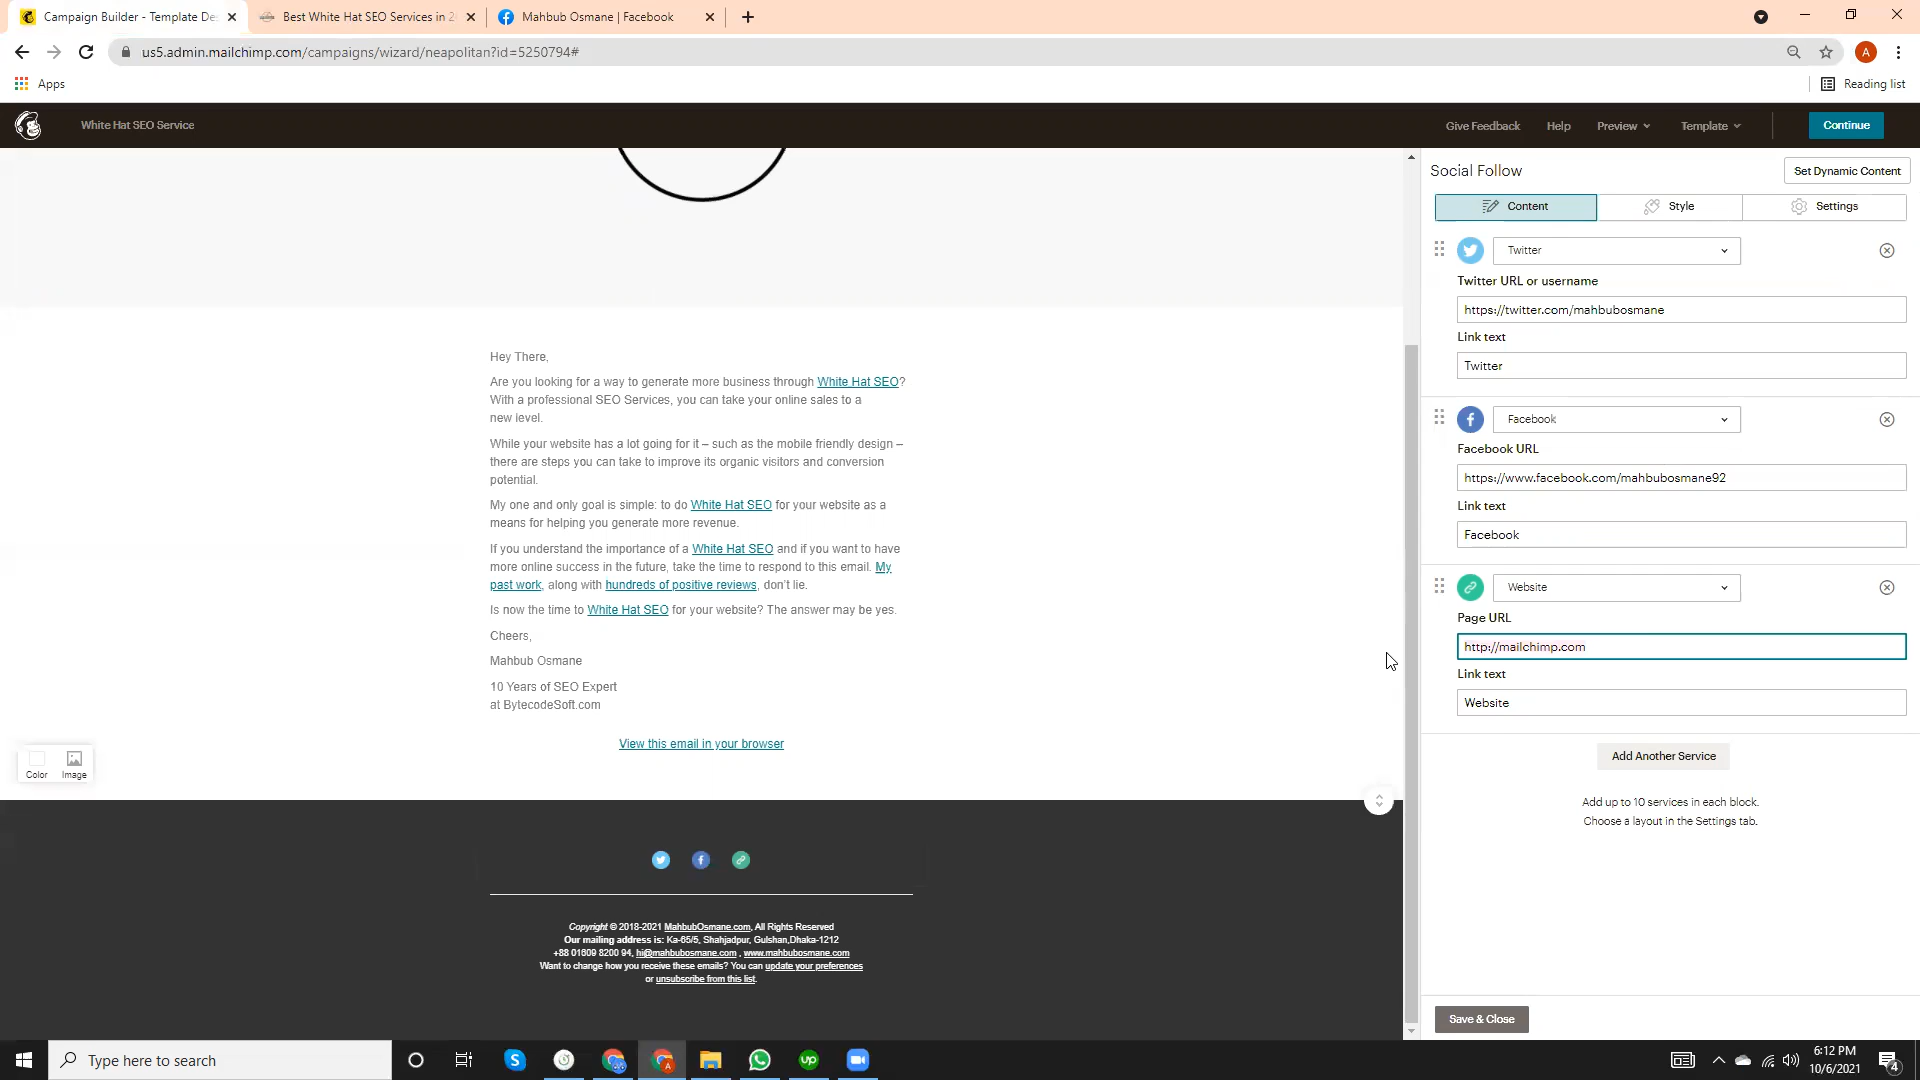 Campaign Builder - Template De
Best White Hat SEO Services in 2
Mahbub Osmane | Facebook
us5.admin.mailchimp.com/campaigns/wizard/neapolitan?id=5250794#
A
Apps
Reading list
White Hat SEO Service
Give Feedback
Help
Preview
Template
Continue
Social Follow
Set Dynamic Content
Content
Style
Settings
Twitter
Twitter URL or username
https://twitter.com/mahbubosmane
Link text
Twitter
Facebook
Facebook URL
https://www.facebook.com/mahbubosmane92
Link text
Facebook
Website
Page URL
http://mailchimp.com
Link text
Website
Add Another Service
Add up to 10 services in each block.
Choose a layout in the Settings tab.
Save & Close
Hey There,
Are you looking for a way to generate more business through White Hat SEO?
With a professional SEO Services, you can take your online sales to a
new level.
While your website has a lot going for it – such as the mobile friendly design –
there are steps you can take to improve its organic visitors and conversion
potential.
My one and only goal is simple: to do White Hat SEO for your website as a
means for helping you generate more revenue.
If you understand the importance of a White Hat SEO and if you want to have
more online success in the future, take the time to respond to this email. My
past work, along with hundreds of positive reviews, don't lie.
Is now the time to White Hat SEO for your website? The answer may be yes.
Cheers,
Mahbub Osmane
10 Years of SEO Expert
at BytecodeSoft.com
View this email in your browser
Color
Image
Copyright © 2018-2021 MahbubOsmane.com, All Rights Reserved
Our mailing address is: Ka-65/5, Shahjadpur, Gulshan,Dhaka-1212
+88 01609 8200 94, hi@mahbubosmane.com , www.mahbubosmane.com
Want to change how you receive these emails? You can update your preferences
or unsubscribe from this list.
Type here to search
up
6:12 PM
10/6/2021
4